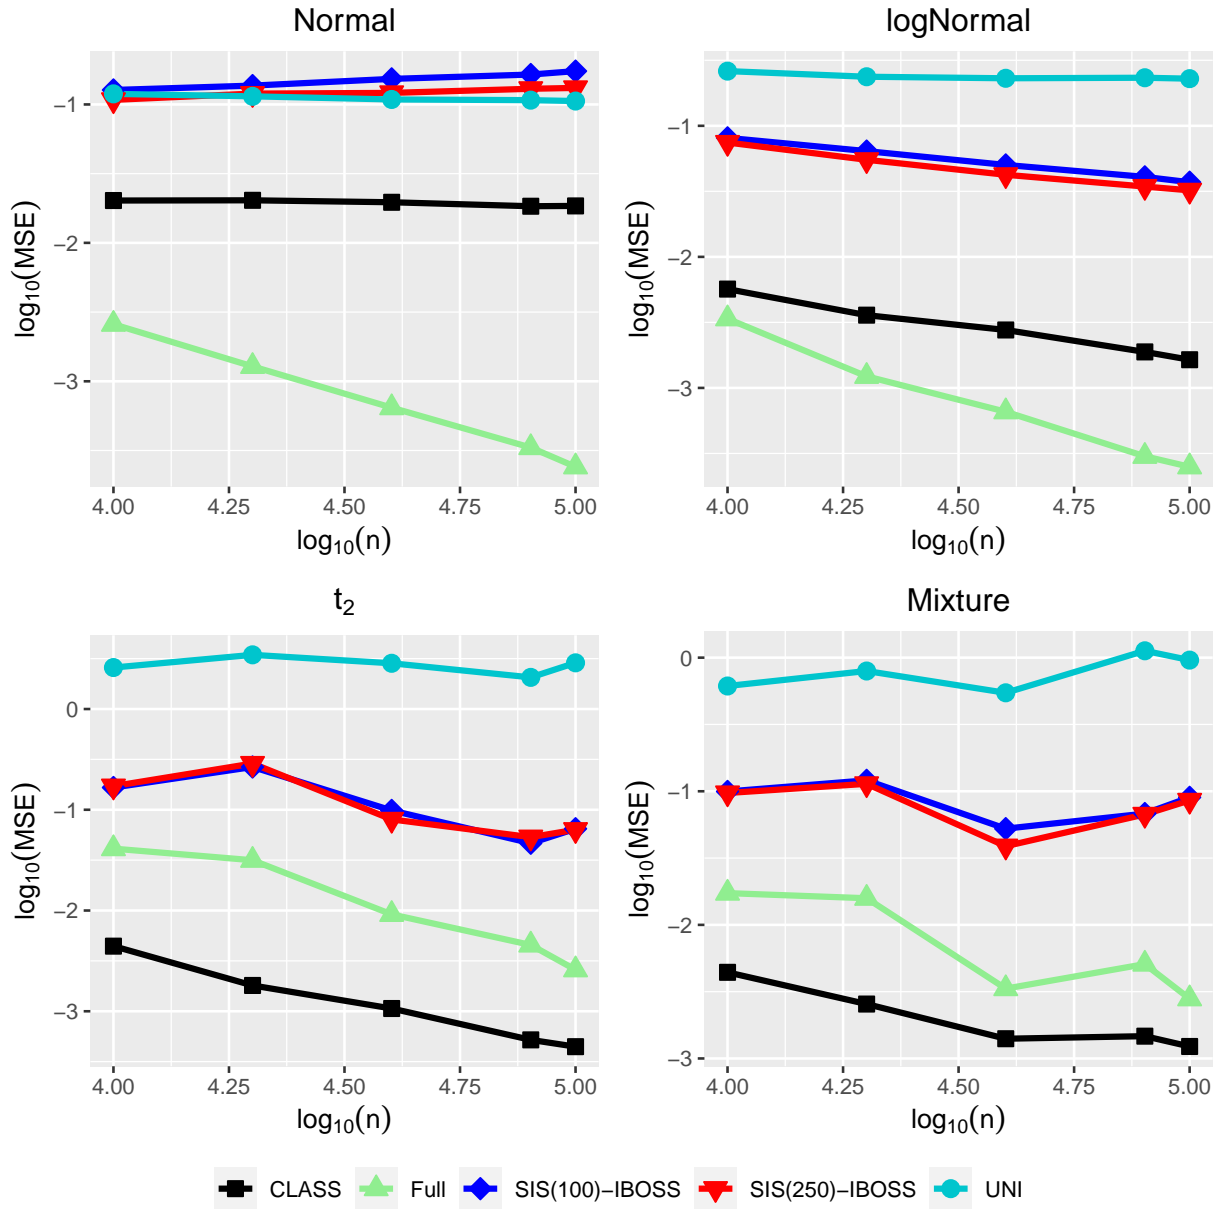 Normal
−1
−2
−3
log10(MSE)
4.00 4.25 4.50 4.75 5.00
log10(n)
logNormal
−1
−2
−3
log10(MSE)
4.00 4.25 4.50 4.75 5.00
log10(n)
t2
0
−1
−2
−3
log10(MSE)
4.00 4.25 4.50 4.75 5.00
log10(n)
Mixture
0
−1
−2
−3
log10(MSE)
4.00 4.25 4.50 4.75 5.00
log10(n)
CLASS Full SIS(100)−IBOSS SIS(250)−IBOSS UNI